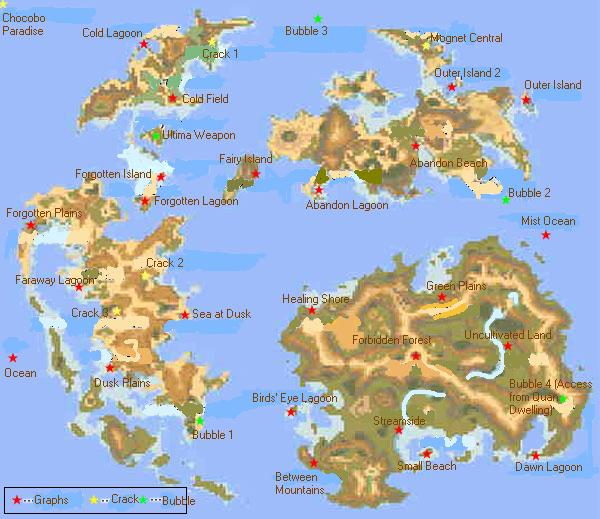 Chocobo
Paradise
Cold Lagoon
Bubble 3
Mognet Central
Crack 1
Outer Island 2
Outer Island
Cold Field
Ultima Weapon
Fairy Island
Abandon Beach
Forgotten Island
Bubble 2
Forgotten Lagoon
Abandon Lagoon
Forgotten Plains
Mist Ocean
Crack 2
Faraway Lagoon
Green Plains
Healing Shore
Crack 3
Sea at Dusk
Uncultivated Land
Forbidden Forest
Ocean
Dusk Plains
Bubble 4 (Access
from Quan
Dwelling)
Birds' Eye Lagoon
Streamside
Bubble 1
Small Beach
Dawn Lagoon
Between
Mountains
Graphs
Crack
Bubble